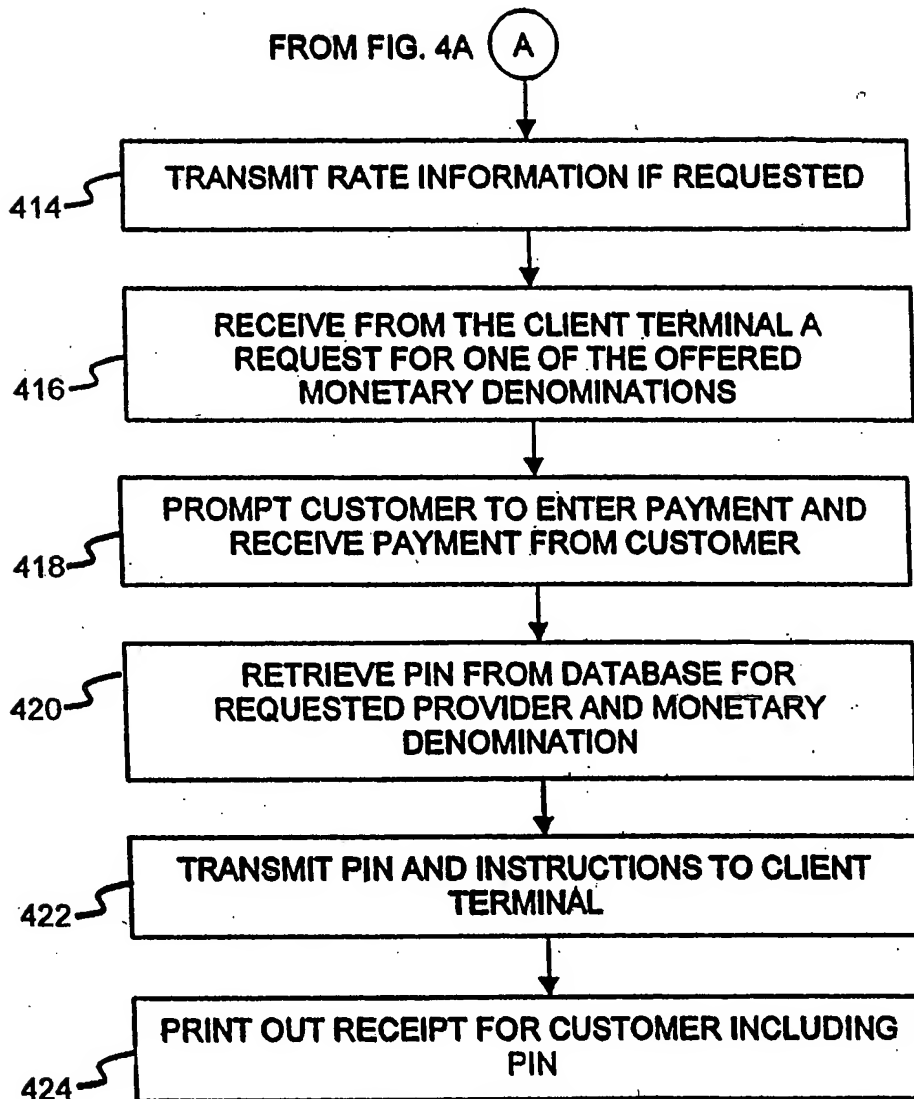 FROM FIG. 4A
A
TRANSMIT RATE INFORMATION IF REQUESTED
414
RECEIVE FROM THE CLIENT TERMINAL A
REQUEST FOR ONE OF THE OFFERED
MONETARY DENOMINATIONS
416
PROMPT CUSTOMER TO ENTER PAYMENT AND
RECEIVE PAYMENT FROM CUSTOMER
418
RETRIEVE PIN FROM DATABASE FOR
REQUESTED PROVIDER AND MONETARY
DENOMINATION
420
TRANSMIT PIN AND INSTRUCTIONS TO CLIENT
TERMINAL
422
PRINT OUT RECEIPT FOR CUSTOMER INCLUDING
PIN
424